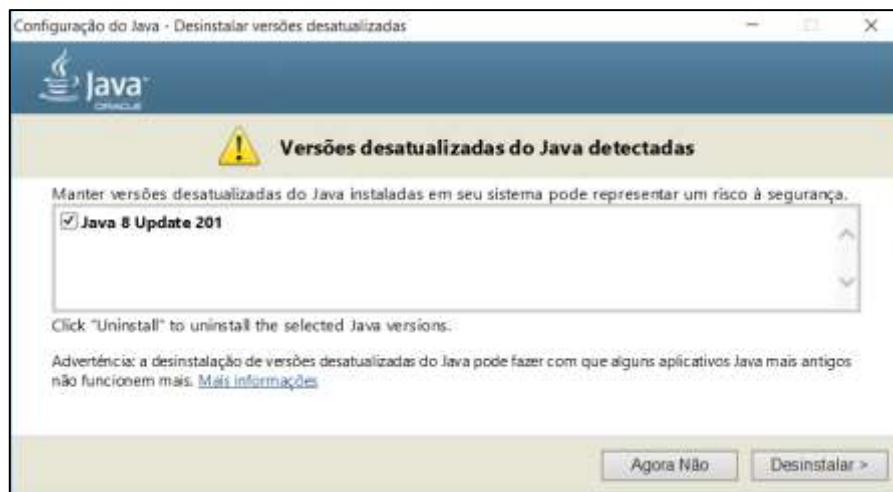 Configuração do Java - Desinstalar versões desatualizadas
Java
ORACLE
Versões desatualizadas do Java detectadas
Manter versões desatualizadas do Java instaladas em seu sistema pode representar um risco à segurança.
Java 8 Update 201
Click "Uninstall" to uninstall the selected Java versions.
Advertência: a desinstalação de versões desatualizadas do Java pode fazer com que alguns aplicativos Java mais antigos
não funcionem mais. Mais informações
Agora Não
Desinstalar >